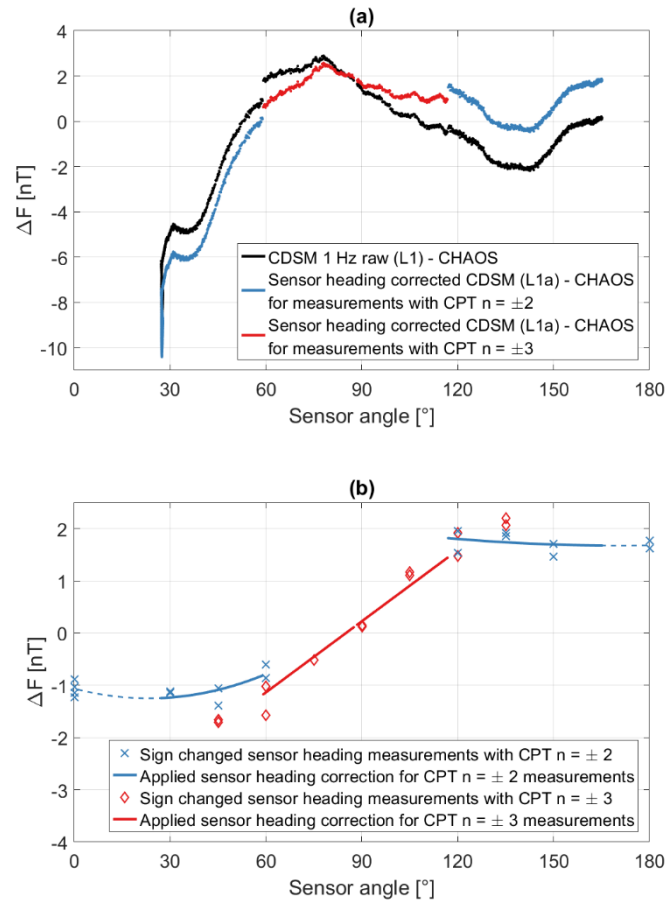 (a)
4
2
0
-2
-4
-6
-8
-10
ΔF [nT]
CDSM 1 Hz raw (L1) - CHAOS
Sensor heading corrected CDSM (L1a) - CHAOS
for measurements with CPT n = ±2
Sensor heading corrected CDSM (L1a) - CHAOS
for measurements with CPT n = ±3
0 30 60 90 120 150 180
Sensor angle [°]
(b)
2
1
0
-1
-2
-3
-4
ΔF [nT]
Sign changed sensor heading measurements with CPT n = ± 2
Applied sensor heading correction for CPT n = ± 2 measurements
Sign changed sensor heading measurements with CPT n = ± 3
Applied sensor heading correction for CPT n = ± 3 measurements
0 30 60 90 120 150 180
Sensor angle [°]